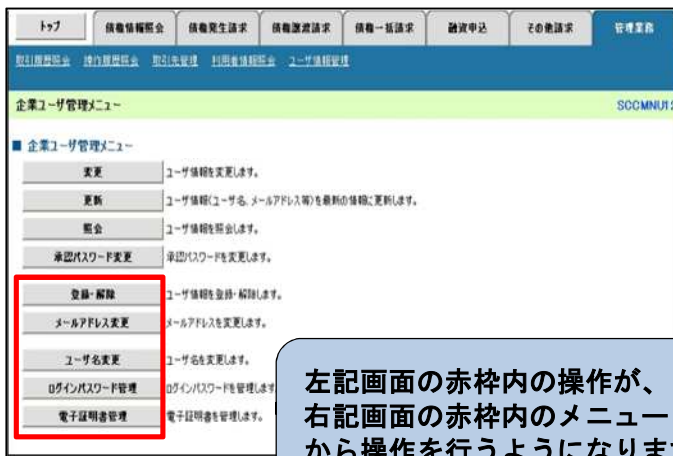 トップ 債権情報照会 債権発生請求 債権譲渡請求 債権一括請求 融資申込 その他請求 管理業務
取引履歴照会 操作履歴照会 取引先管理 利用者情報照会 ユーザ情報管理
企業ユーザ管理メニュー SCCMNU12
■ 企業ユーザ管理メニュー
変更 ユーザ情報を変更します。
更新 ユーザ情報(ユーザ名、メールアドレス等)を最新の情報に更新します。
照会 ユーザ情報を照会します。
承認パスワード変更 承認パスワードを変更します。
登録・解除 ユーザ情報を登録・解除します。
メールアドレス変更 メールアドレスを変更します。
ユーザ名変更 ユーザ名を変更します。
ログインパスワード管理 ログインパスワードを管理します
電子証明書管理 電子証明書を管理します。
左記画面の赤枠内の操作が、
右記画面の赤枠内のメニュー
から操作を行うようになります